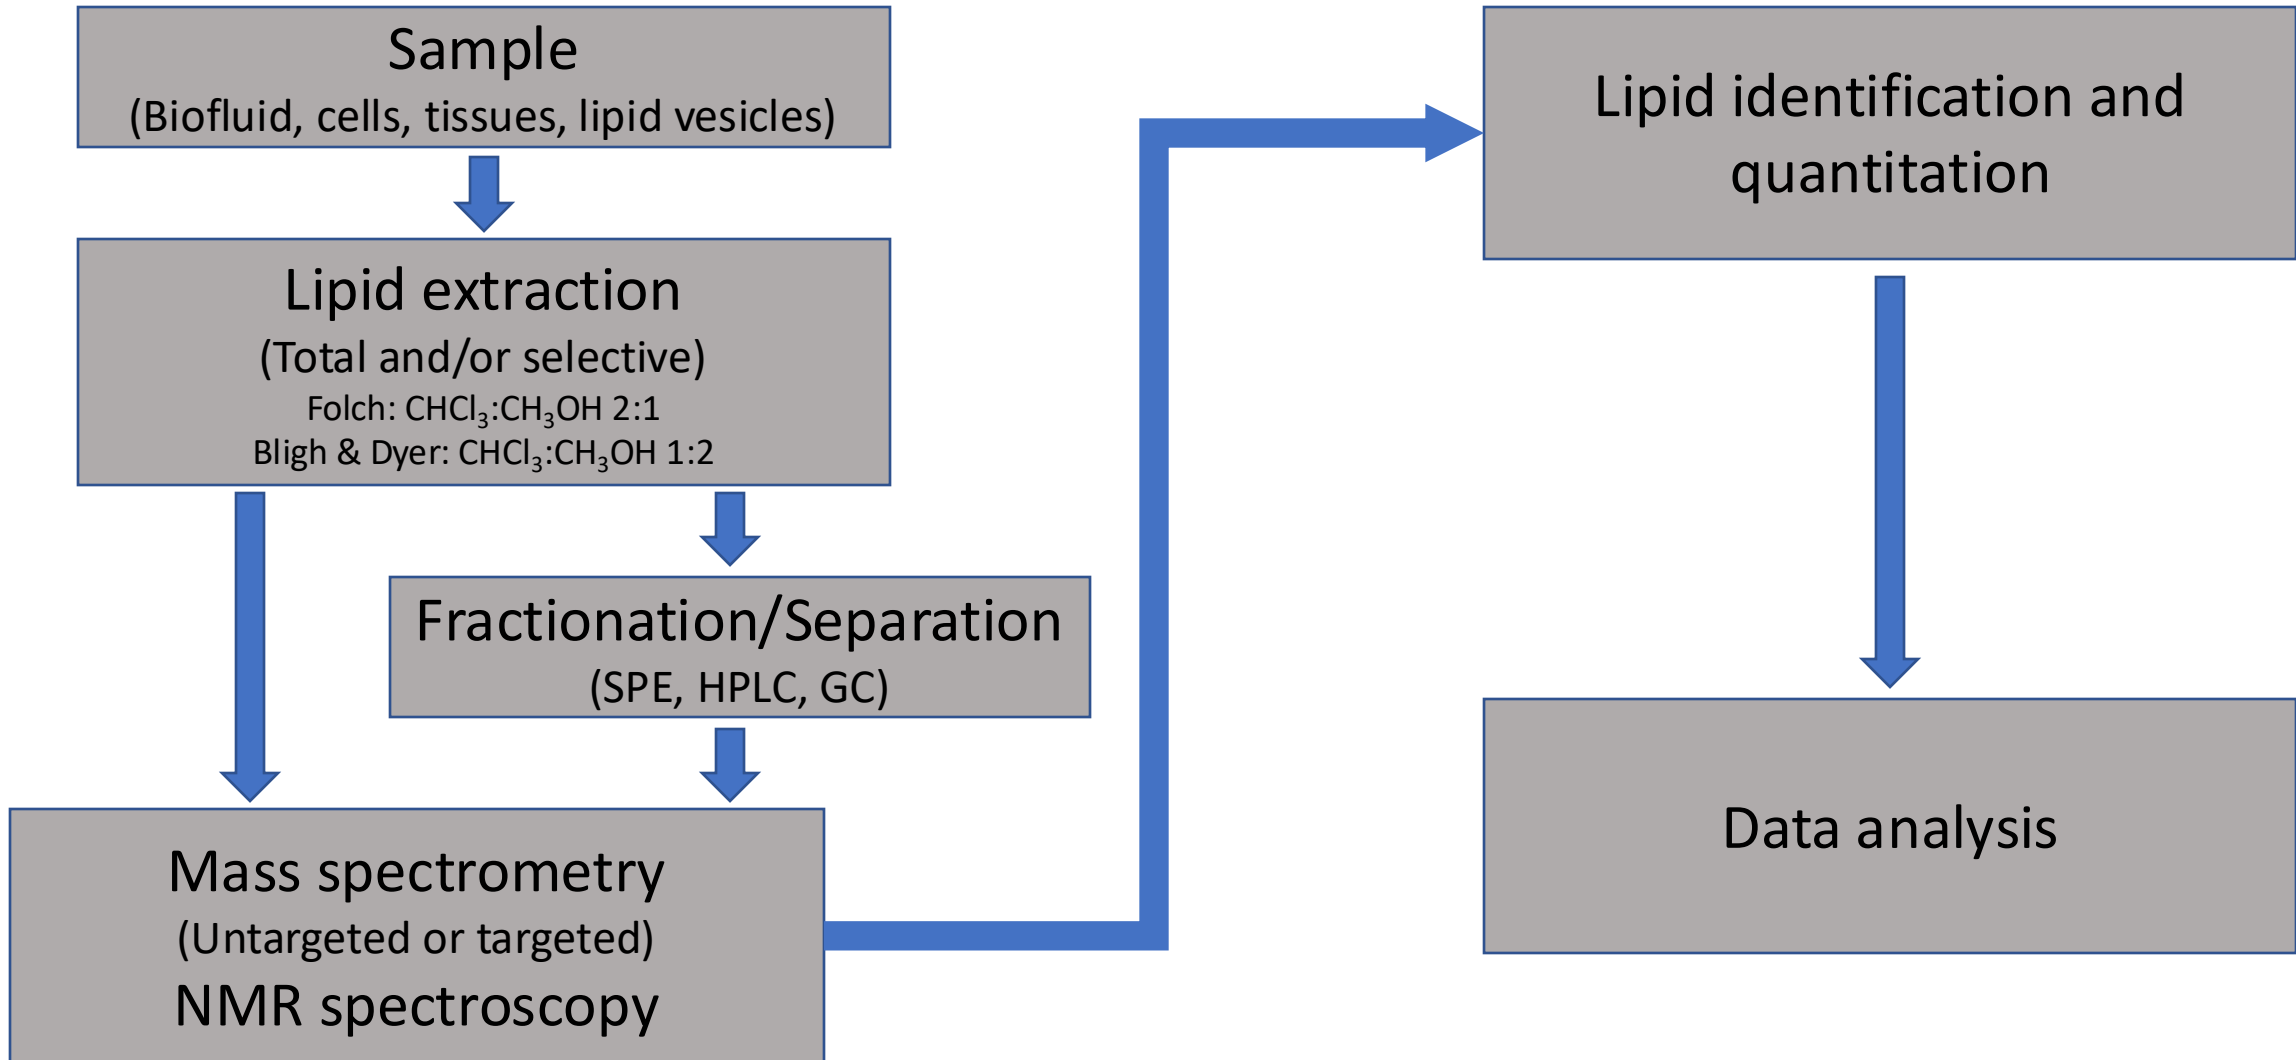 Sample
(Biofluid, cells, tissues, lipid vesicles)
Lipid extraction
(Total and/or selective)
Folch: CHCl₃:CH₃OH 2:1
Bligh & Dyer: CHCl₃:CH₃OH 1:2
Fractionation/Separation
(SPE, HPLC, GC)
Mass spectrometry
(Untargeted or targeted)
NMR spectroscopy
Lipid identification and
quantitation
Data analysis